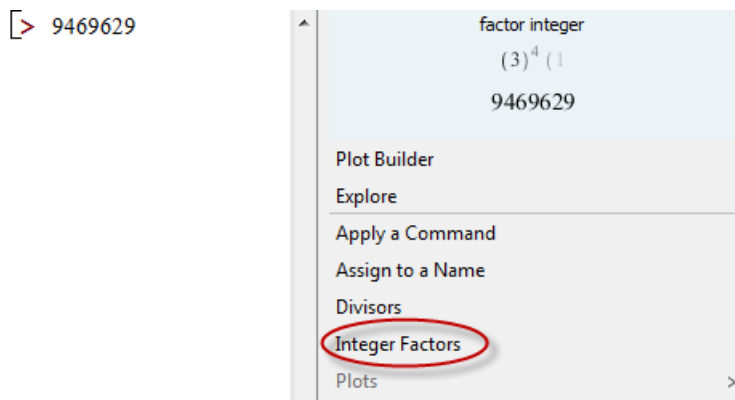 > 9469629
factor integer
(3)⁴ (1
9469629
Plot Builder
Explore
Apply a Command
Assign to a Name
Divisors
Integer Factors
Plots >